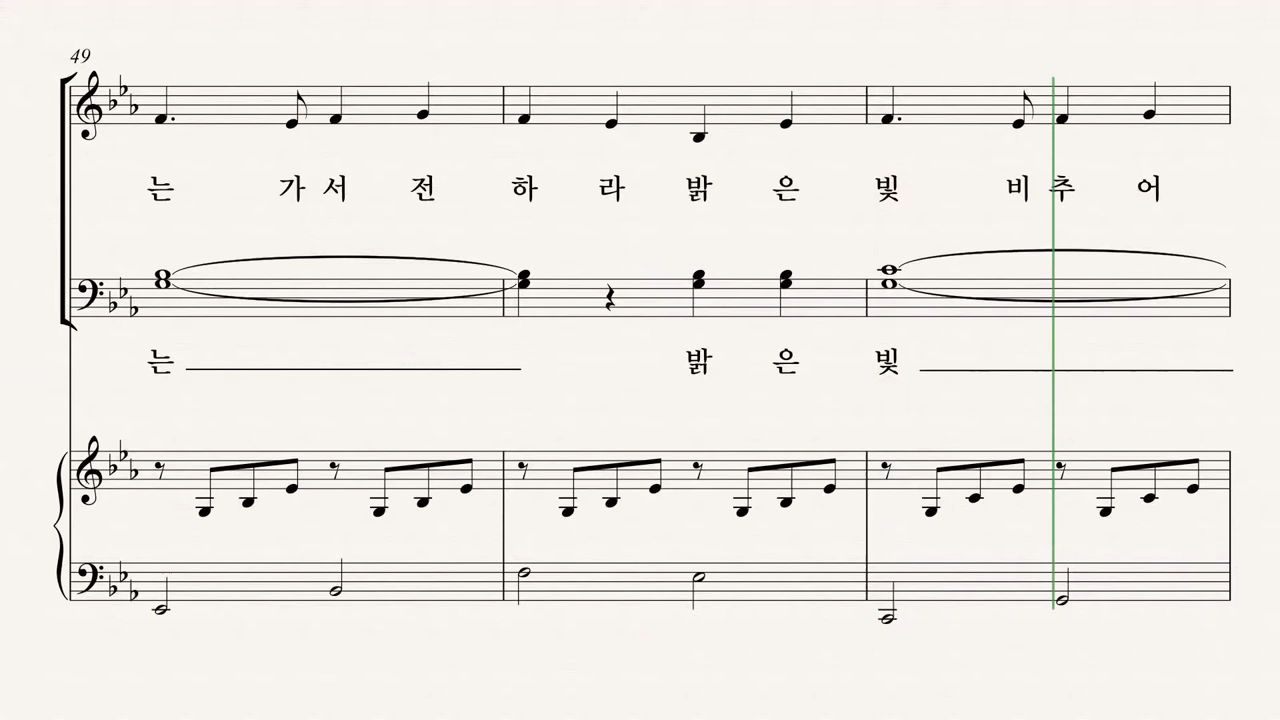 49
는 가 서 전 하 라 밝 은 빛 비 추 어
는 밝 은 빛